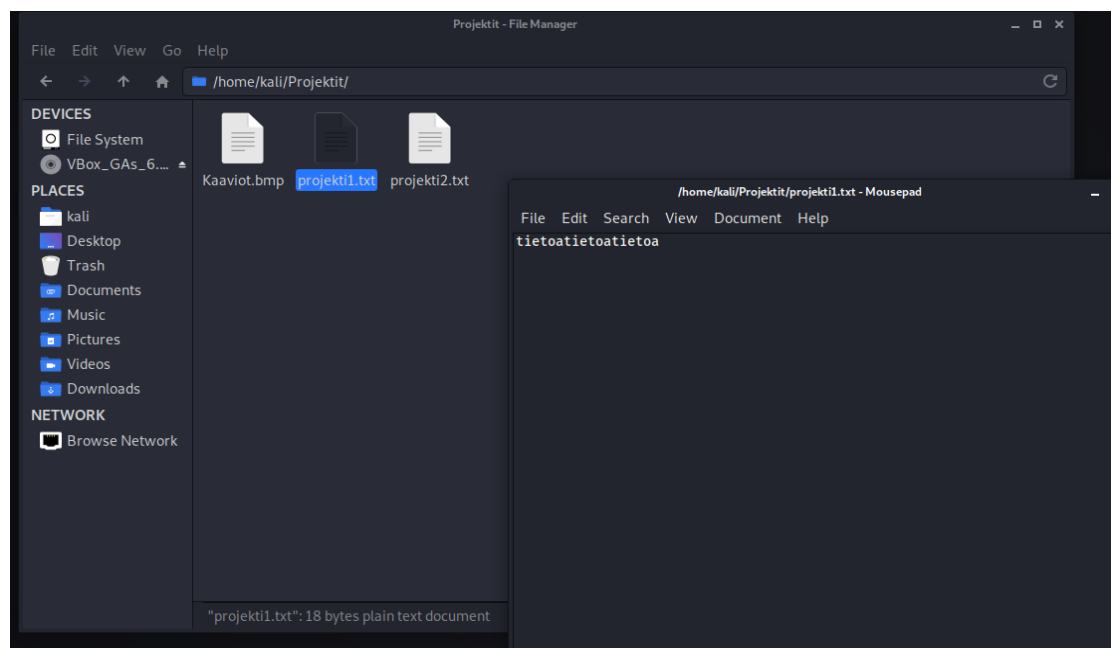 Projektit - File Manager
File Edit View Go Help
/home/kali/Projektit/
DEVICES
File System
VBox_GAs_6....
PLACES
kali
Desktop
Trash
Documents
Music
Pictures
Videos
Downloads
NETWORK
Browse Network
Kaaviot.bmp projekti1.txt projekti2.txt
"projekti1.txt": 18 bytes plain text document
/home/kali/Projektit/projekti1.txt - Mousepad
File Edit Search View Document Help
tietoatietoatietoa